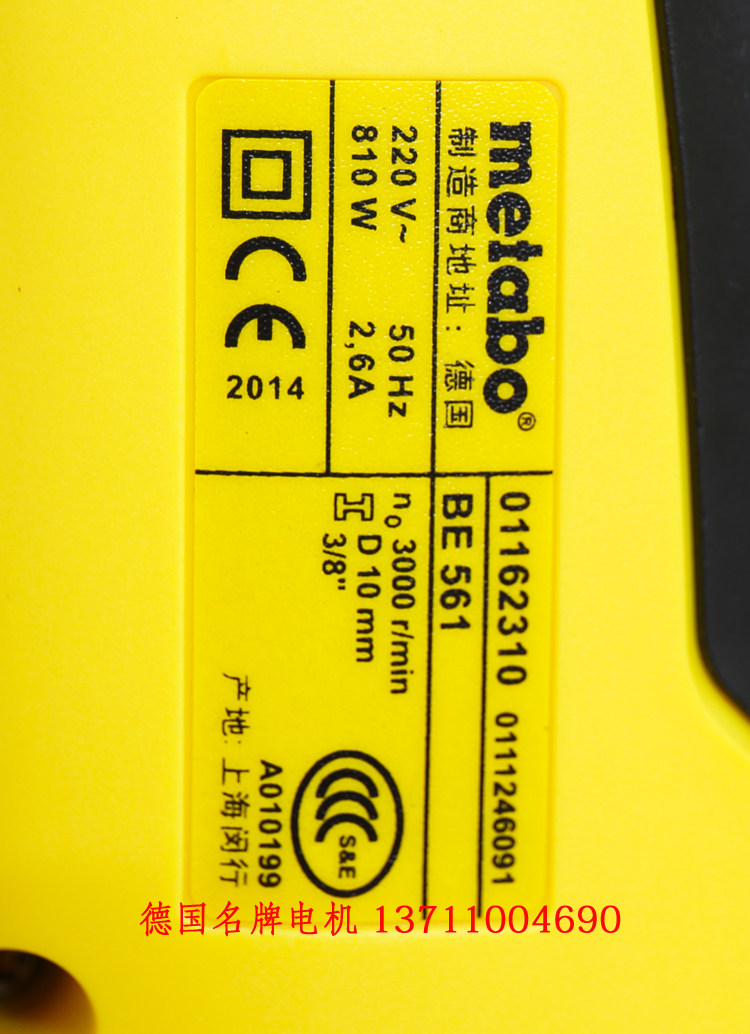 metabo®
制造商地址：德国
220 V~ 50 Hz
810 W 2,6A
CE
2014
01162310 0111246091
BE 561
n₀ 3000 r/min
D 10 mm
3/8"
CCC S&E
A010199
产地: 上海闵行
德国名牌电机 13711004690